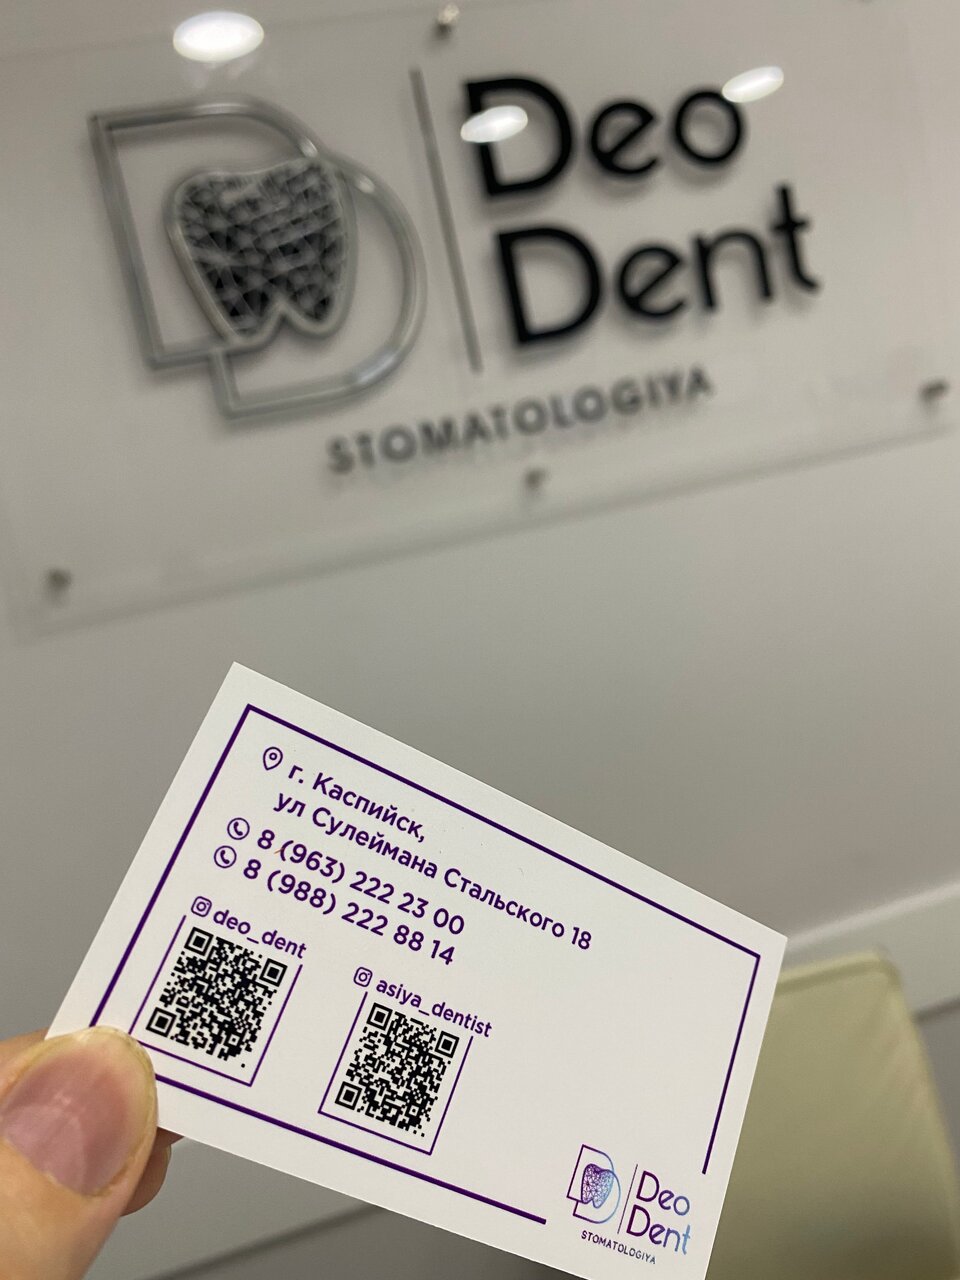 Deo
Dent
STOMATOLOGIYA
г. Каспийск,
ул Сулеймана Стальского 18
8 (963) 222 23 00
8 (988) 222 88 14
deo_dent
asiya_dentist
Deo
Dent
STOMATOLOGIYA